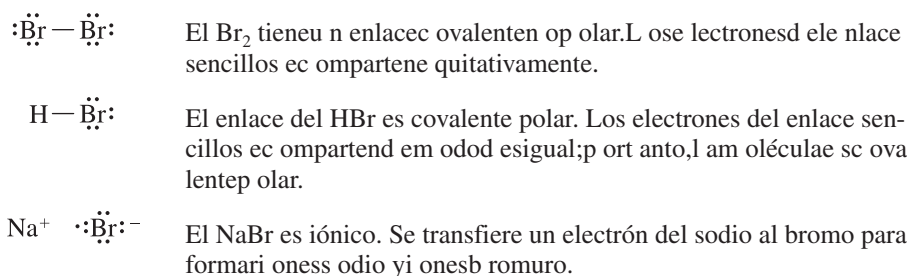 :Br — Br: El Br₂ tieneu n enlacec ovalenten op olar.L ose lectronesd ele nlace
sencillos ec ompartene quitativamente.
H — Br: El enlace del HBr es covalente polar. Los electrones del enlace sen-
cillos ec ompartend em odod esigual;p ort anto,l am oléculae sc ova
lentep olar.
Na⁺ ·:Br:⁻ El NaBr es iónico. Se transfiere un electrón del sodio al bromo para
formari oness odio yi onesb romuro.